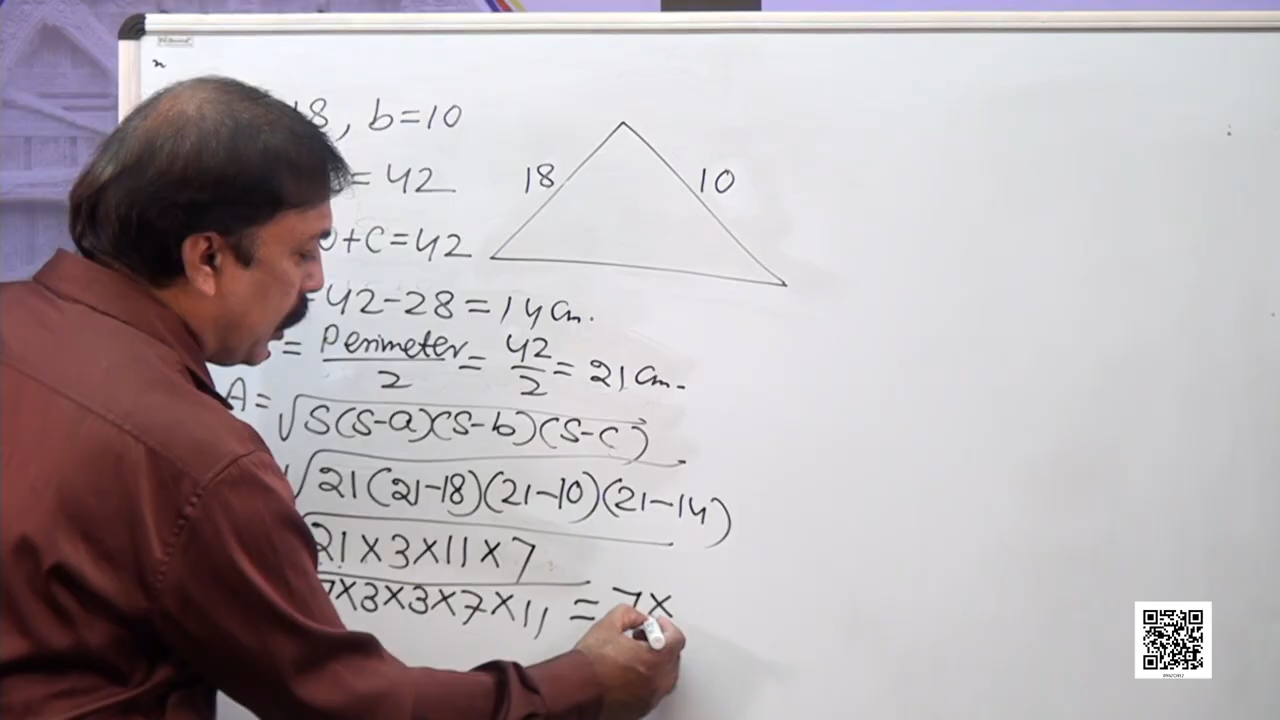 18, b=10
= 42
+C=42
42-28=14 Cm.
= Perimeter/2 = 42/2 = 21 Cm.
A = √S(S-a)(S-b)(S-C)
√21(21-18)(21-10)(21-14)
21×3×11×7
7×3×3×7×11 = 7×
18
10